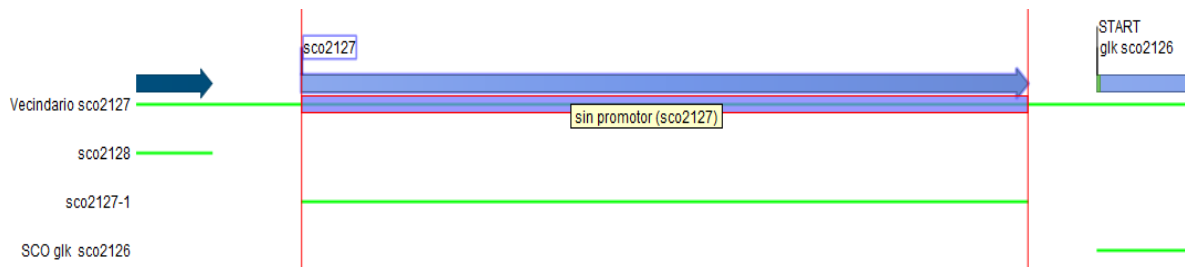 START
sco2127
glk sco2126
Vecindario sco2127
sin promotor (sco2127)
sco2128
sco2127-1
SCO glk sco2126